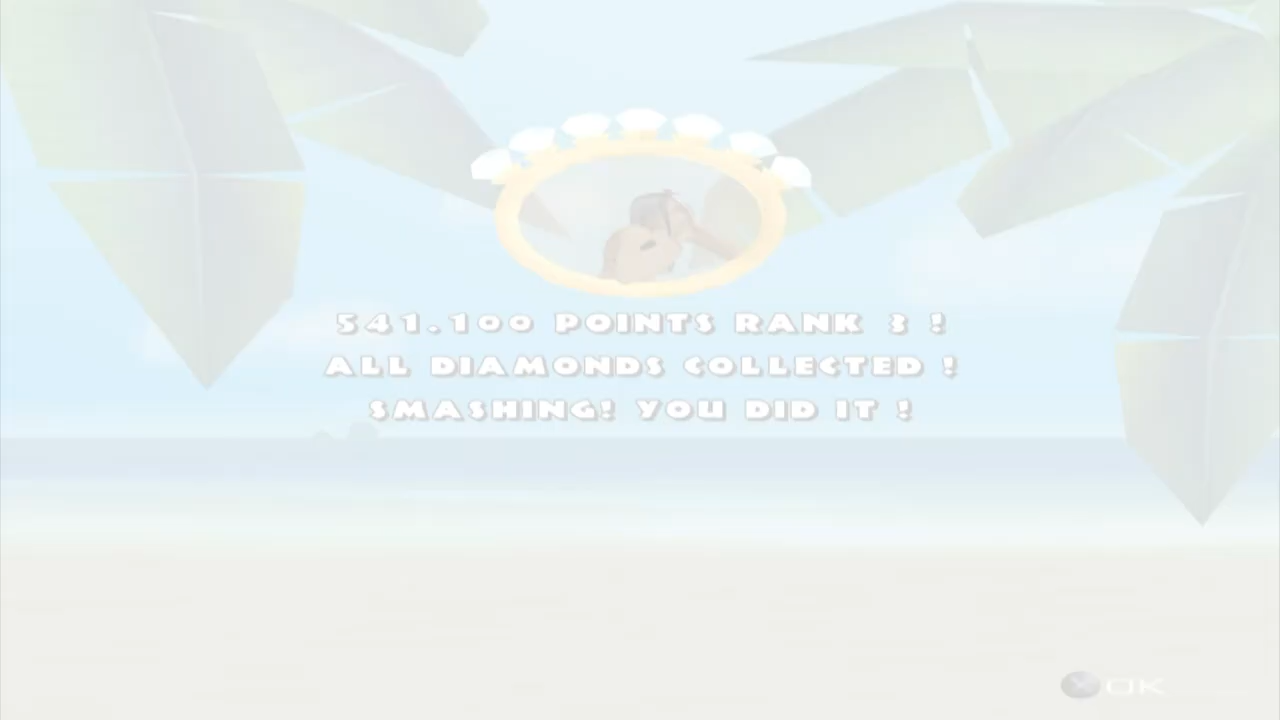 541.100 POINTS RANK 3 !
ALL DIAMONDS COLLECTED !
SMASHING! YOU DID IT !
OK